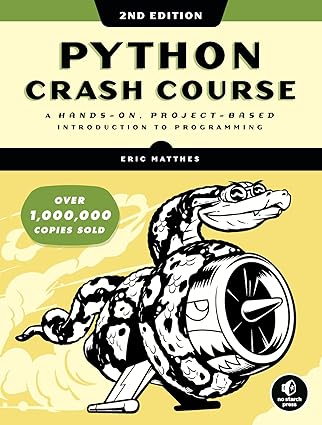 2ND EDITION
PYTHON
CRASH COURSE
A HANDS-ON, PROJECT-BASED
INTRODUCTION TO PROGRAMMING
ERIC MATTHES
OVER
1,000,000
COPIES SOLD
no starch
press